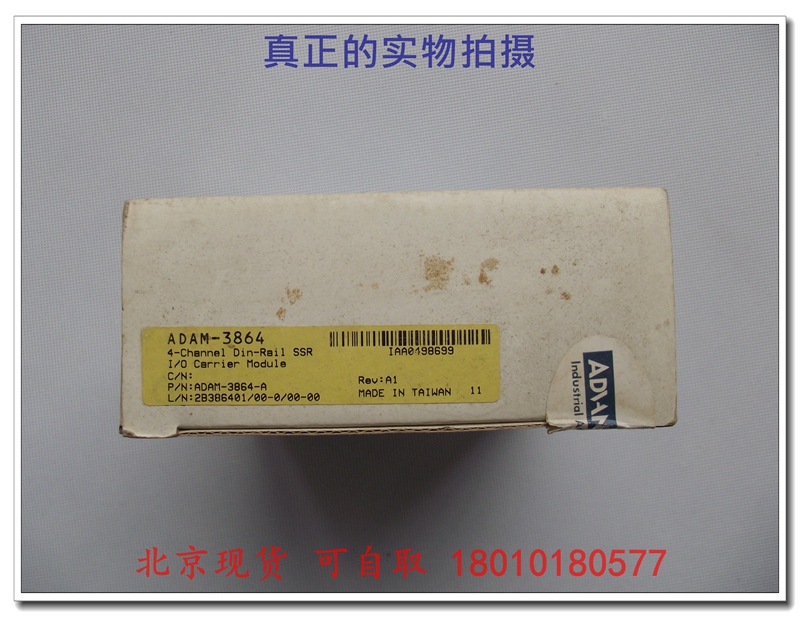 真正的实物拍摄
ADAM-3864
4-Channel Din-Rail SSR
I/O Carrier Module
C/N:
P/N:ADAM-3864-A
L/N:2B386401/00-0/00-00
IAA0498699
Rev:A1
MADE IN TAIWAN 11
ADVAN
Industrial A
北京现货 可自取 18010180577